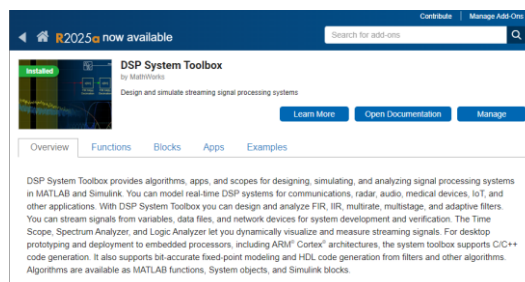 Contribute Manage Add-Ons
R2025a now available
Search for add-ons
Installed
DSP System Toolbox
by MathWorks
Design and simulate streaming signal processing systems
Learn More Open Documentation Manage
Overview Functions Blocks Apps Examples
DSP System Toolbox provides algorithms, apps, and scopes for designing, simulating, and analyzing signal processing systems
in MATLAB and Simulink. You can model real-time DSP systems for communications, radar, audio, medical devices, IoT, and
other applications. With DSP System Toolbox you can design and analyze FIR, IIR, multirate, multistage, and adaptive filters.
You can stream signals from variables, data files, and network devices for system development and verification. The Time
Scope, Spectrum Analyzer, and Logic Analyzer let you dynamically visualize and measure streaming signals. For desktop
prototyping and deployment to embedded processors, including ARM® Cortex® architectures, the system toolbox supports C/C++
code generation. It also supports bit-accurate fixed-point modeling and HDL code generation from filters and other algorithms.
Algorithms are available as MATLAB functions, System objects, and Simulink blocks.